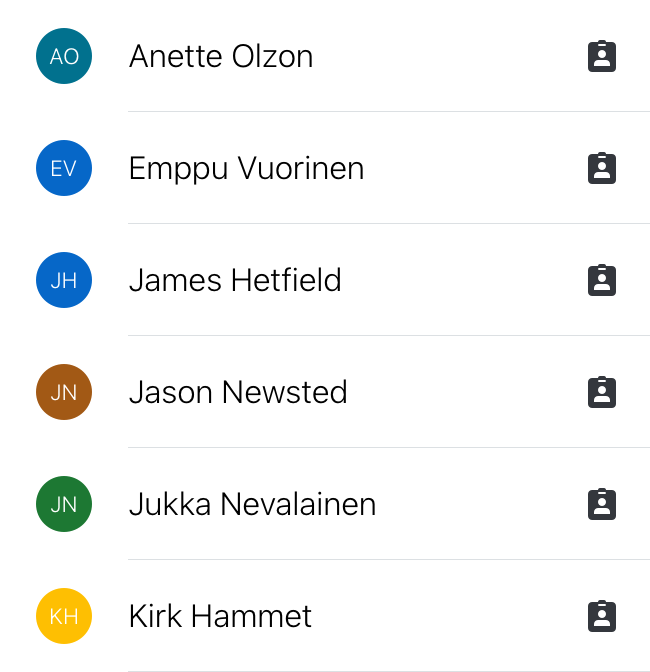 AO Anette Olzon
EV Emppu Vuorinen
JH James Hetfield
JN Jason Newsted
JN Jukka Nevalainen
KH Kirk Hammet